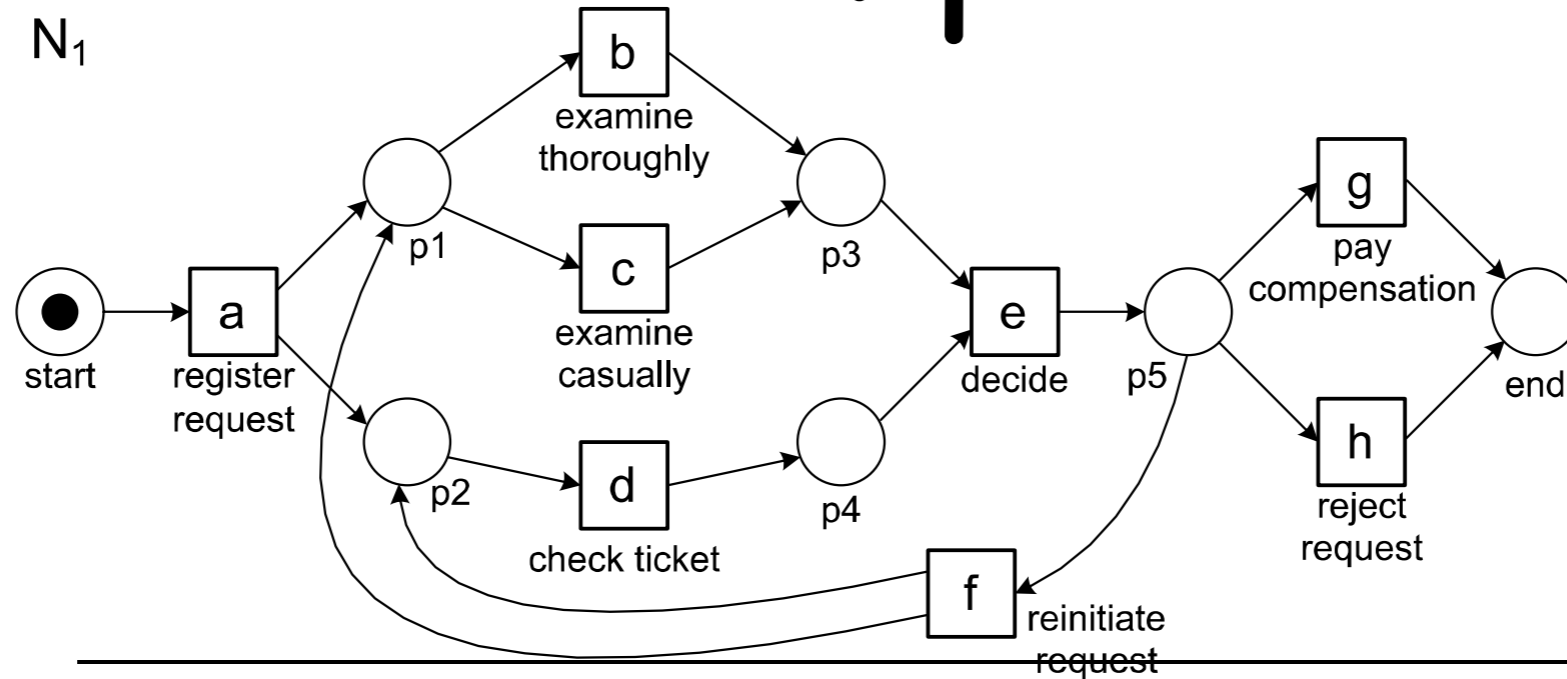 N₁
b
examine
thoroughly
p1
c
examine
casually
p3
start
a
register
request
p2
d
check ticket
p4
e
decide
p5
g
pay
compensation
h
reject
request
end
f
reinitiate
request